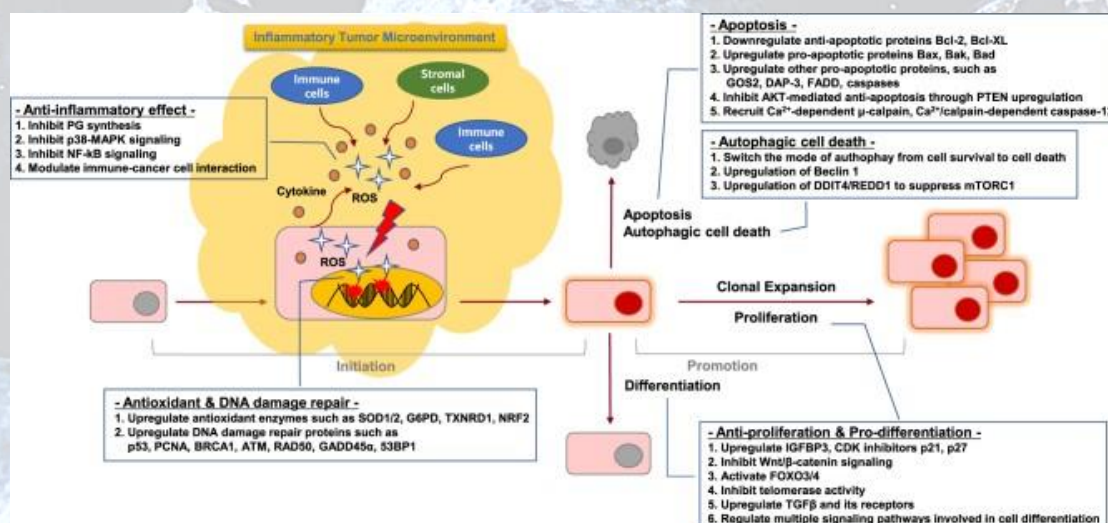 Inflammatory Tumor Microenvironment
Immune
cells
Stromal
cells
Immune
cells
- Anti-inflammatory effect -
1. Inhibit PG synthesis
2. Inhibit p38-MAPK signaling
3. Inhibit NF-kB signaling
4. Modulate immune-cancer cell interaction
Cytokine
ROS
ROS
Initiation
- Antioxidant & DNA damage repair -
1. Upregulate antioxidant enzymes such as SOD1/2, G6PD, TXNRD1, NRF2
2. Upregulate DNA damage repair proteins such as
p53, PCNA, BRCA1, ATM, RAD50, GADD45α, 53BP1
- Apoptosis -
1. Downregulate anti-apoptotic proteins Bcl-2, Bcl-XL
2. Upregulate pro-apoptotic proteins Bax, Bak, Bad
3. Upregulate other pro-apoptotic proteins, such as
GOS2, DAP-3, FADD, caspases
4. Inhibit AKT-mediated anti-apoptosis through PTEN upregulation
5. Recruit Ca²⁺-dependent μ-calpain, Ca²⁺/calpain-dependent caspase-12
- Autophagic cell death -
1. Switch the mode of authophay from cell survival to cell death
2. Upregulation of Beclin 1
3. Upregulation of DDIT4/REDD1 to suppress mTORC1
Apoptosis
Autophagic cell death
Clonal Expansion
Proliferation
Promotion
Differentiation
- Anti-proliferation & Pro-differentiation -
1. Upregulate IGFBP3, CDK inhibitors p21, p27
2. Inhibit Wnt/β-catenin signaling
3. Activate FOXO3/4
4. Inhibit telomerase activity
5. Upregulate TGFβ and its receptors
6. Regulate multiple signaling pathways involved in cell differentiation